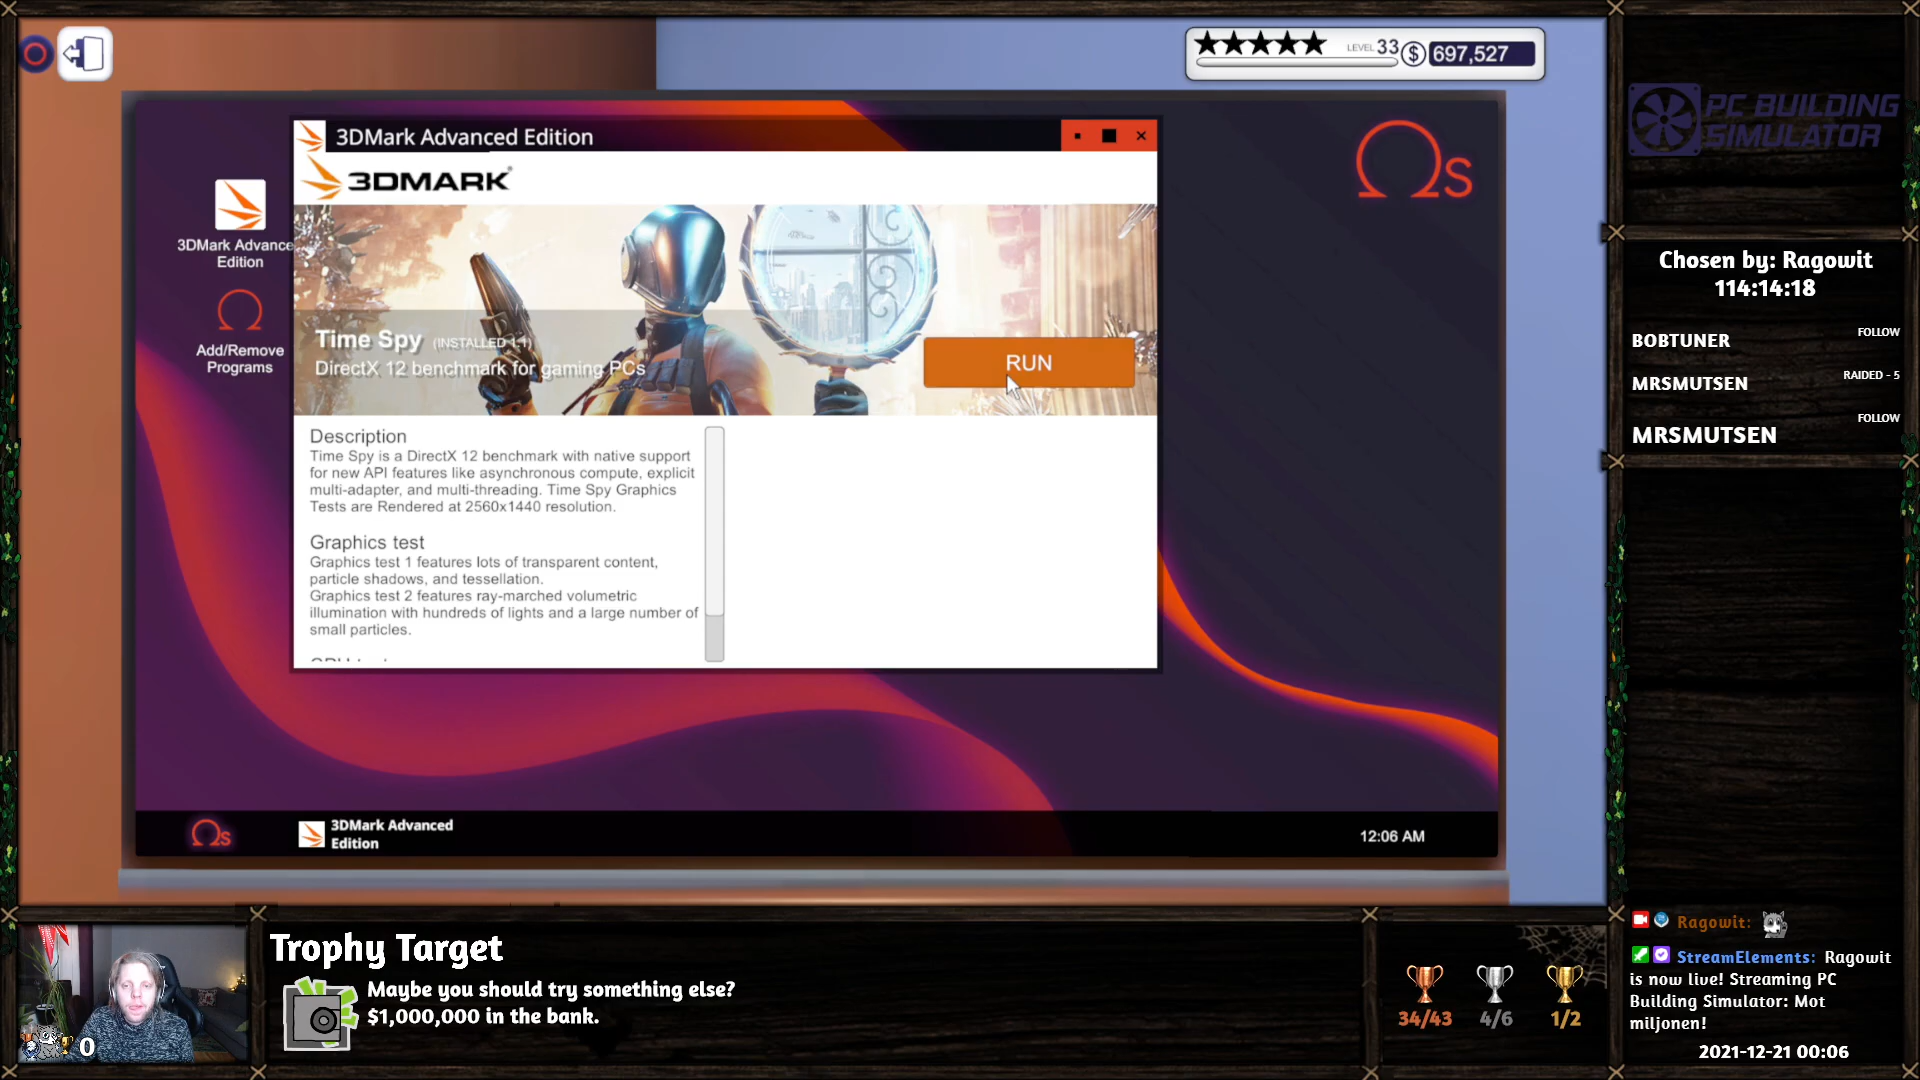 LEVEL 33 $ 697,527
PC BUILDING
SIMULATOR
3DMark Advanced Edition
3DMARK
Ωs
3DMark Advance
Edition
Add/Remove
Programs
Time Spy (INSTALLED 1.1)
DirectX 12 benchmark for gaming PCs
RUN
Description
Time Spy is a DirectX 12 benchmark with native support
for new API features like asynchronous compute, explicit
multi-adapter, and multi-threading. Time Spy Graphics
Tests are Rendered at 2560x1440 resolution.
Graphics test
Graphics test 1 features lots of transparent content,
particle shadows, and tessellation.
Graphics test 2 features ray-marched volumetric
illumination with hundreds of lights and a large number of
small particles.
Ωs
3DMark Advanced
Edition
12:06 AM
Chosen by: Ragowit
114:14:18
BOBTUNER FOLLOW
MRSMUTSEN RAIDED - 5
MRSMUTSEN FOLLOW
0
Trophy Target
Maybe you should try something else?
$1,000,000 in the bank.
34/43 4/6 1/2
Ragowit:
StreamElements: Ragowit
is now live! Streaming PC
Building Simulator: Mot
miljonen!
2021-12-21 00:06